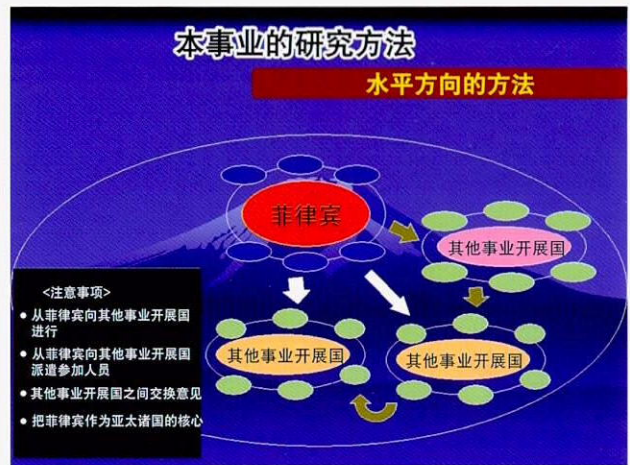 本事业的研究方法
水平方向的方法
菲律宾
其他事业开展国
其他事业开展国
其他事业开展国
<注意事项>
● 从菲律宾向其他事业开展国
进行
● 从菲律宾向其他事业开展国
派遣参加人员
● 其他事业开展国之间交换意见
● 把菲律宾作为亚太诸国的核心